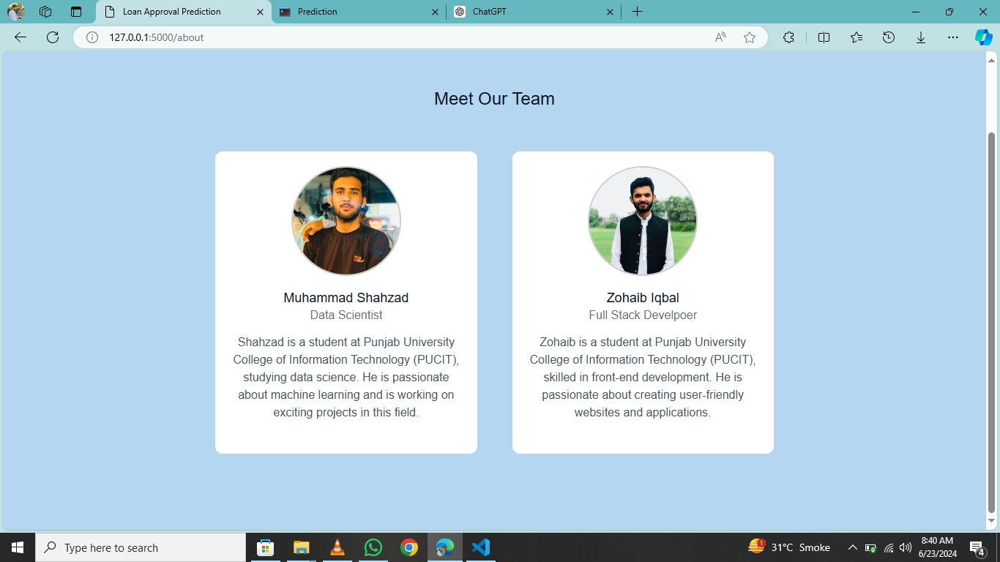 Loan Approval Prediction
Prediction
ChatGPT
127.0.0.1:5000/about
Meet Our Team
Muhammad Shahzad
Data Scientist
Shahzad is a student at Punjab University
College of Information Technology (PUCIT),
studying data science. He is passionate
about machine learning and is working on
exciting projects in this field.
Zohaib Iqbal
Full Stack Develpoer
Zohaib is a student at Punjab University
College of Information Technology (PUCIT),
skilled in front-end development. He is
passionate about creating user-friendly
websites and applications.
Type here to search
1
31°C Smoke
8:40 AM
6/23/2024
4